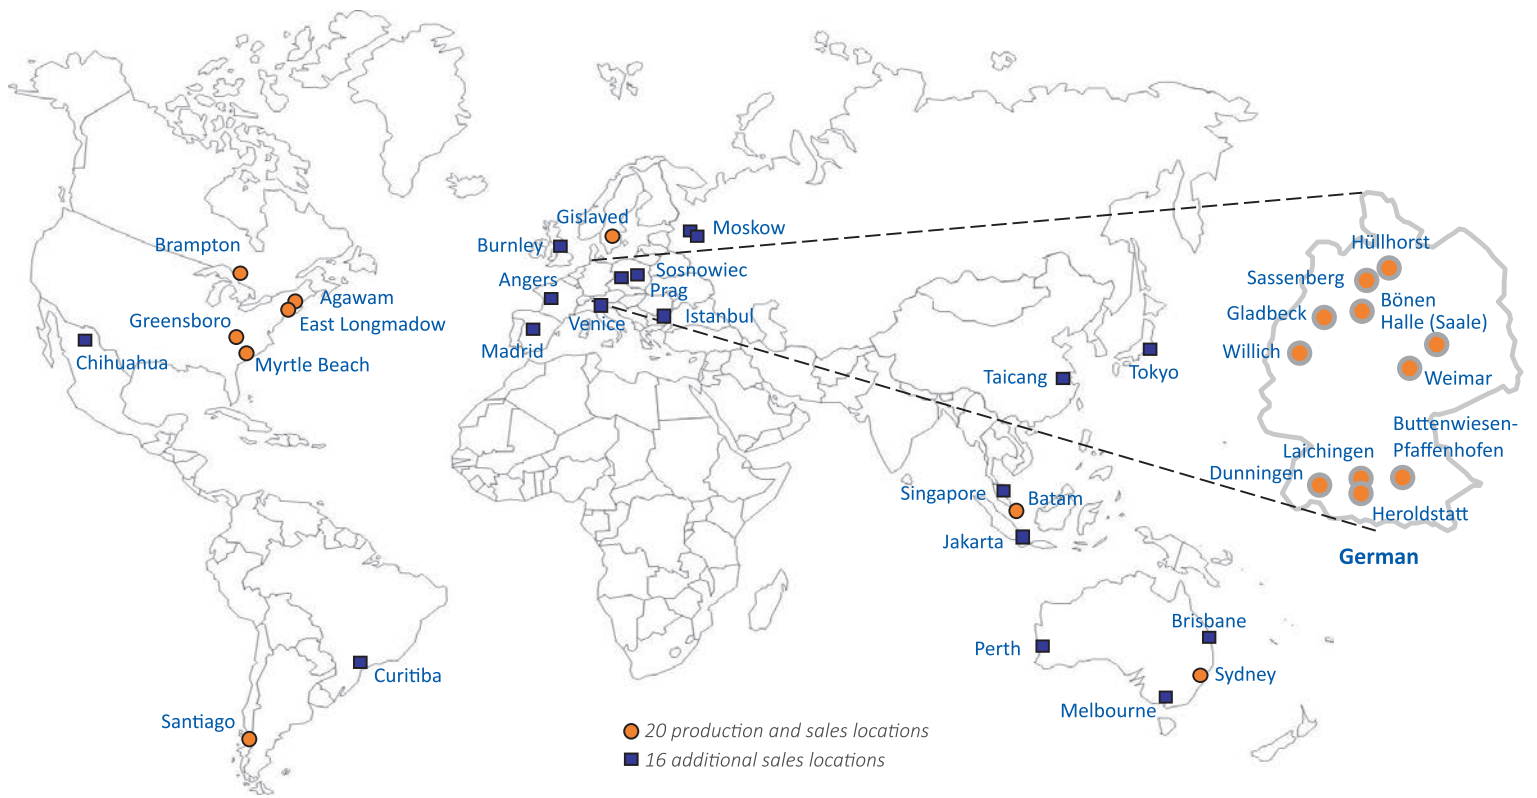 Gislaved
Moskow
Burnley
Brampton
Hüllhorst
Sosnowiec
Sassenberg
Angers
Prag
Agawam
Bönen
Gladbeck
Istanbul
Halle (Saale)
Greensboro
East Longmadow
Venice
Madrid
Willich
Chihuahua
Myrtle Beach
Tokyo
Taicang
Weimar
Buttenwiesen-
Pfaffenhofen
Laichingen
Dunningen
Singapore
Batam
Heroldstatt
Jakarta
German
Brisbane
Perth
Curitiba
Sydney
Melbourne
Santiago
20 production and sales locations
16 additional sales locations